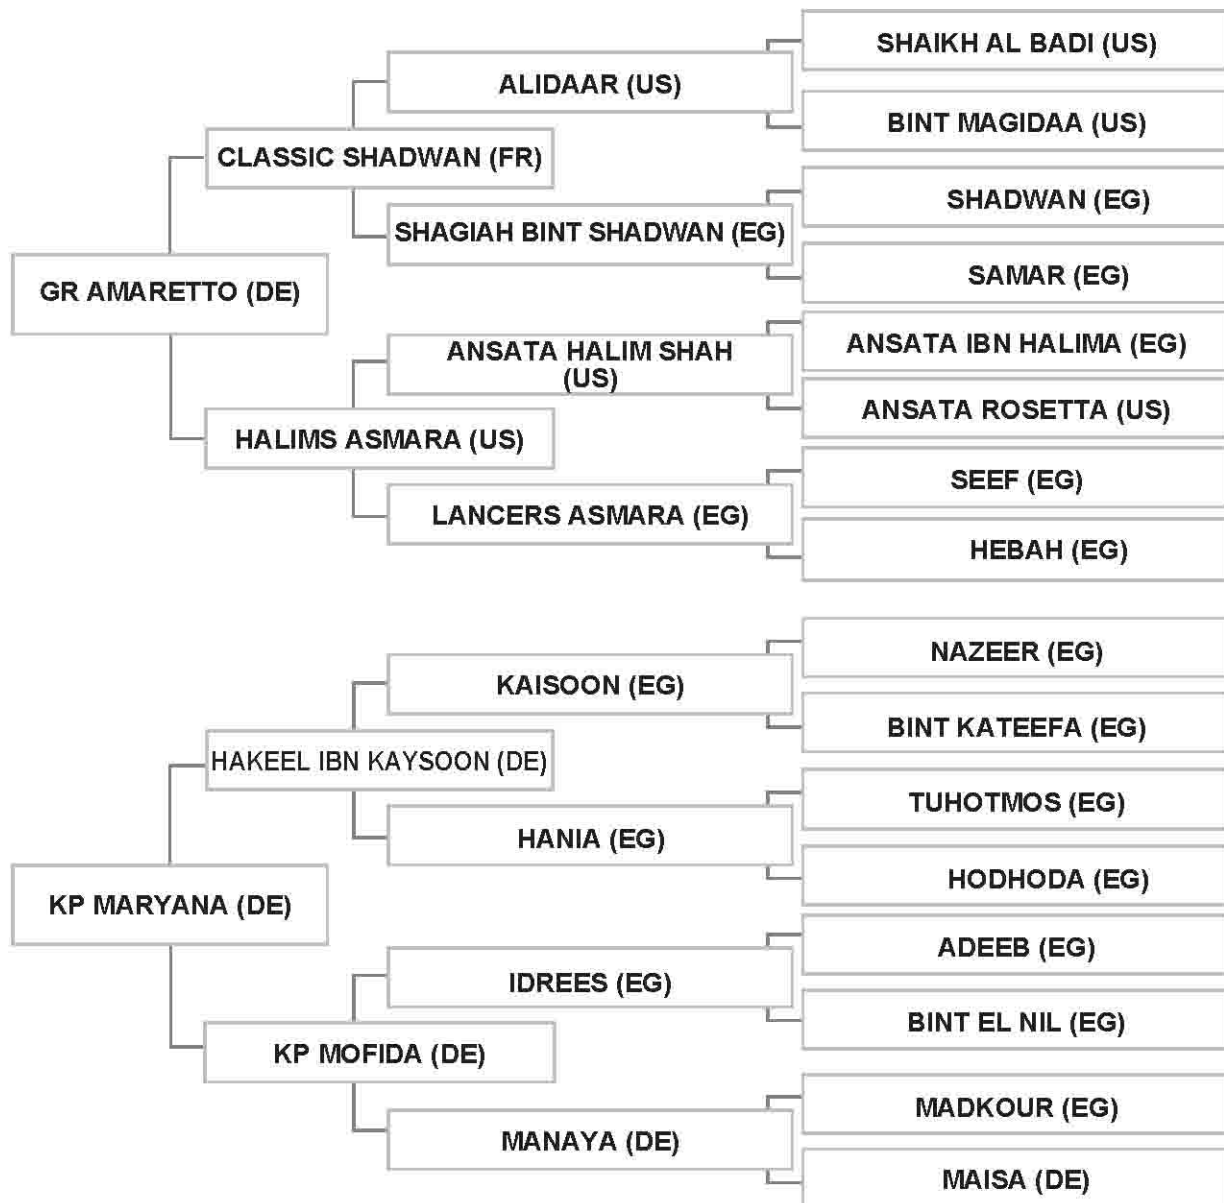 SHAIKH AL BADI (US)
ALIDAAR (US)
BINT MAGIDAA (US)
CLASSIC SHADWAN (FR)
SHADWAN (EG)
SHAGIAH BINT SHADWAN (EG)
SAMAR (EG)
GR AMARETTO (DE)
ANSATA IBN HALIMA (EG)
ANSATA HALIM SHAH
(US)
ANSATA ROSETTA (US)
HALIMS ASMARA (US)
SEEF (EG)
LANCERS ASMARA (EG)
HEBAH (EG)
NAZEER (EG)
KAISOON (EG)
BINT KATEEFA (EG)
HAKEEL IBN KAYSOON (DE)
TUHOTMOS (EG)
HANIA (EG)
HODHODA (EG)
KP MARYANA (DE)
ADEEB (EG)
IDREES (EG)
BINT EL NIL (EG)
KP MOFIDA (DE)
MADKOUR (EG)
MANAYA (DE)
MAISA (DE)